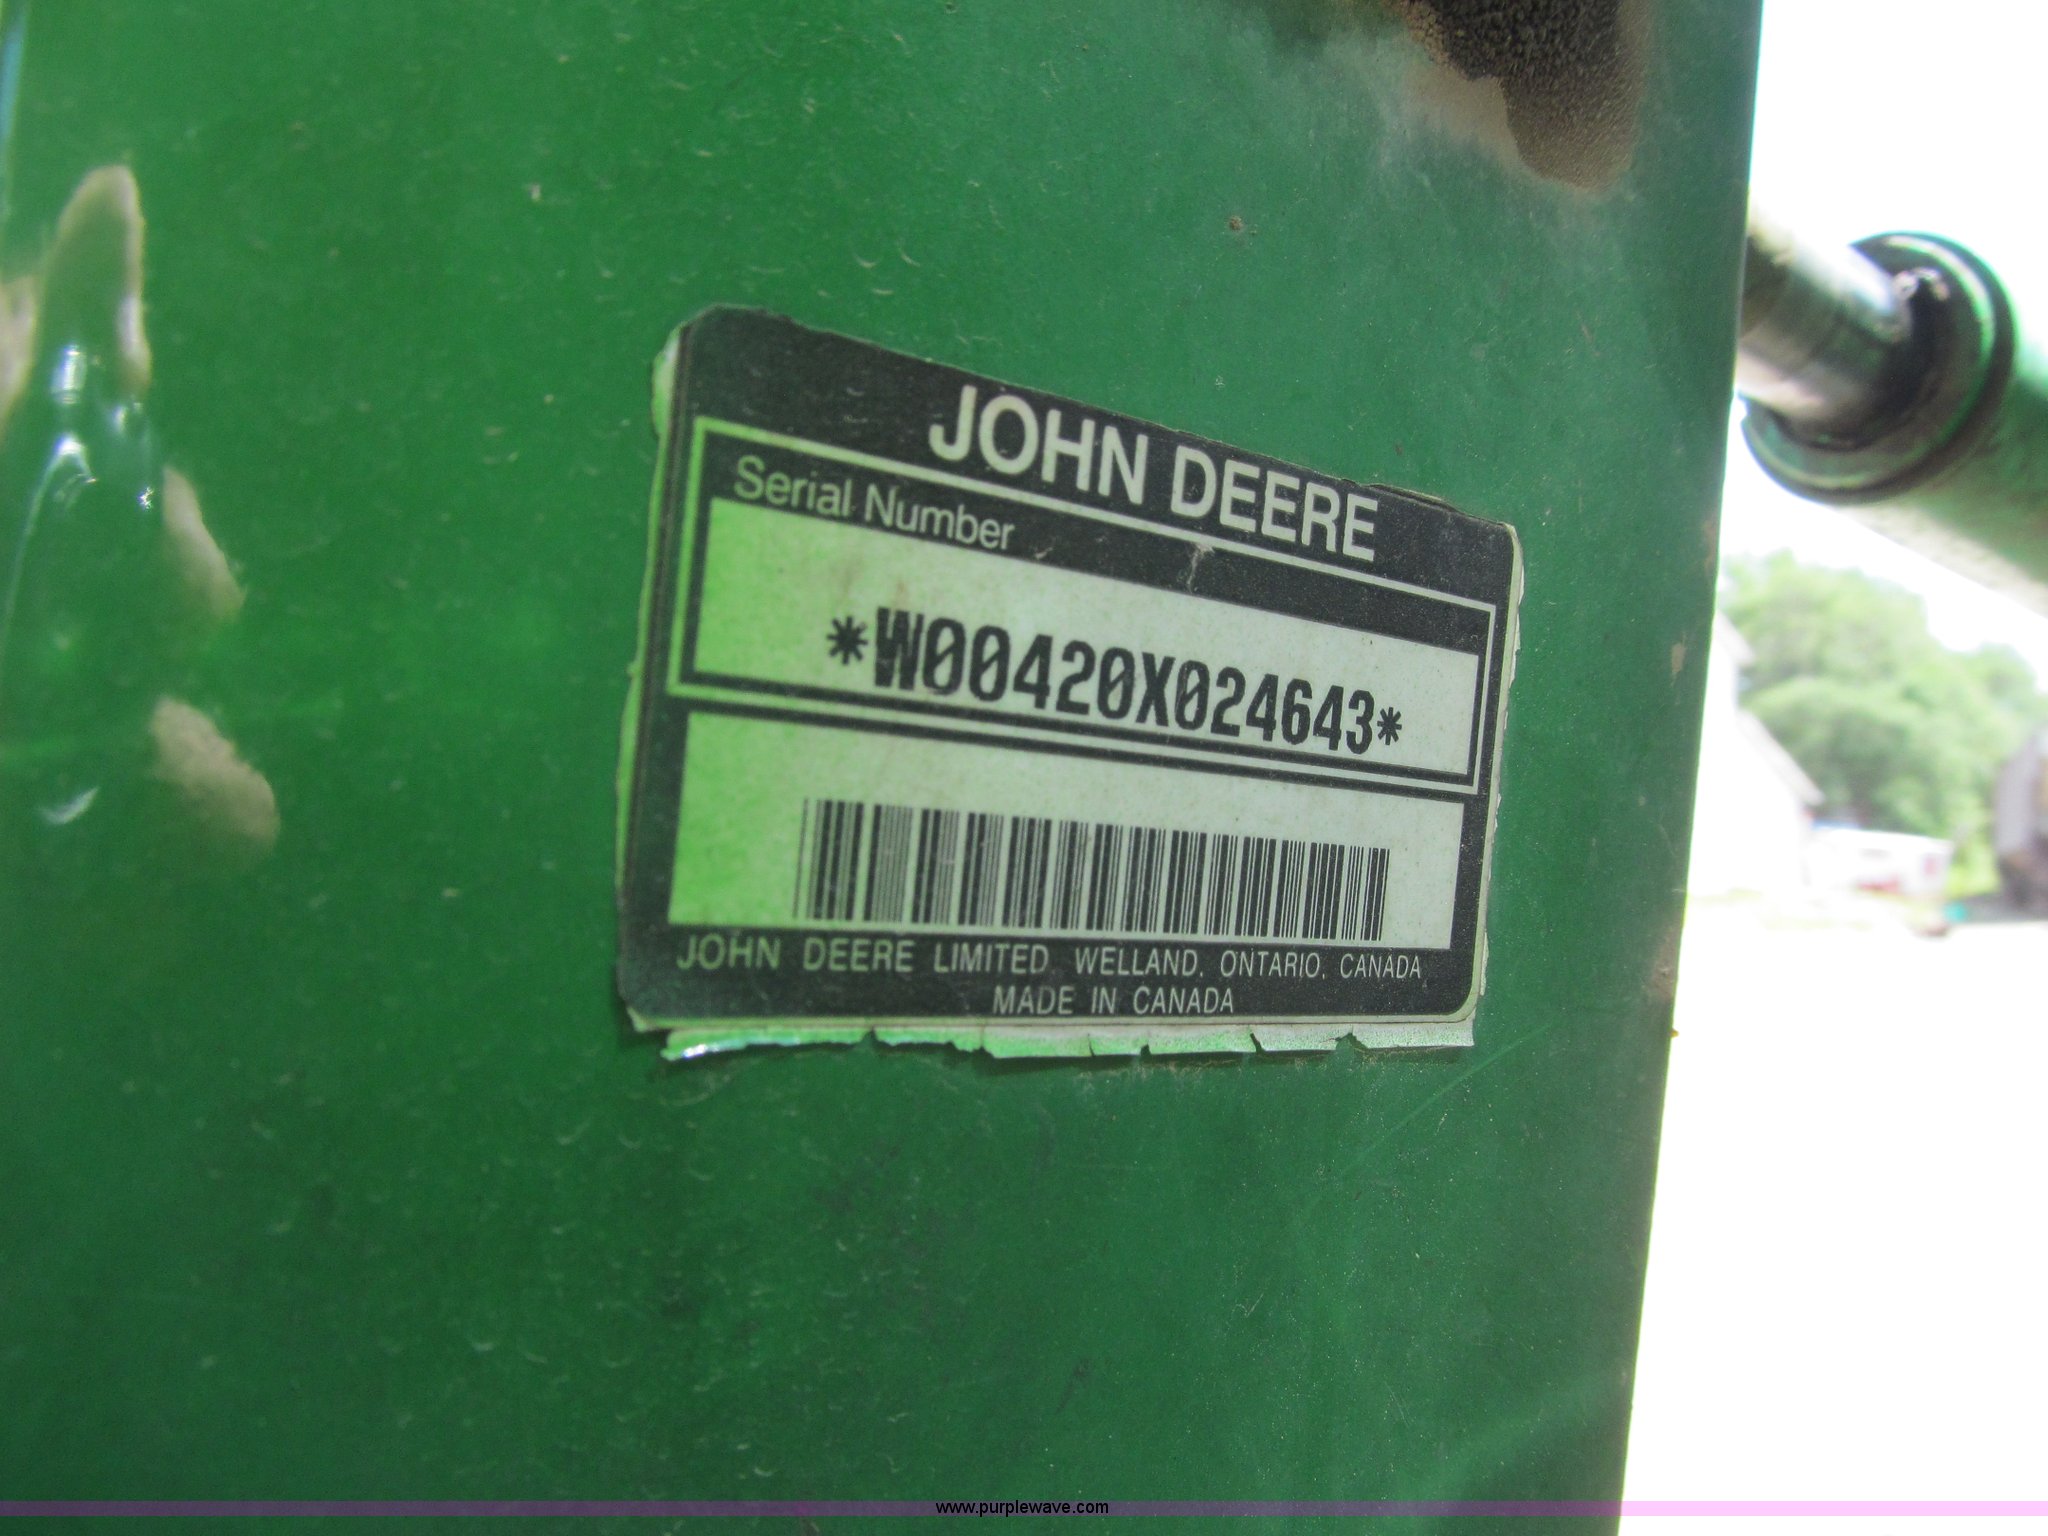 JOHN DEERE
Serial Number
*W00420X024643*
JOHN DEERE LIMITED, WELLAND, ONTARIO, CANADA
MADE IN CANADA
www.purplewave.com